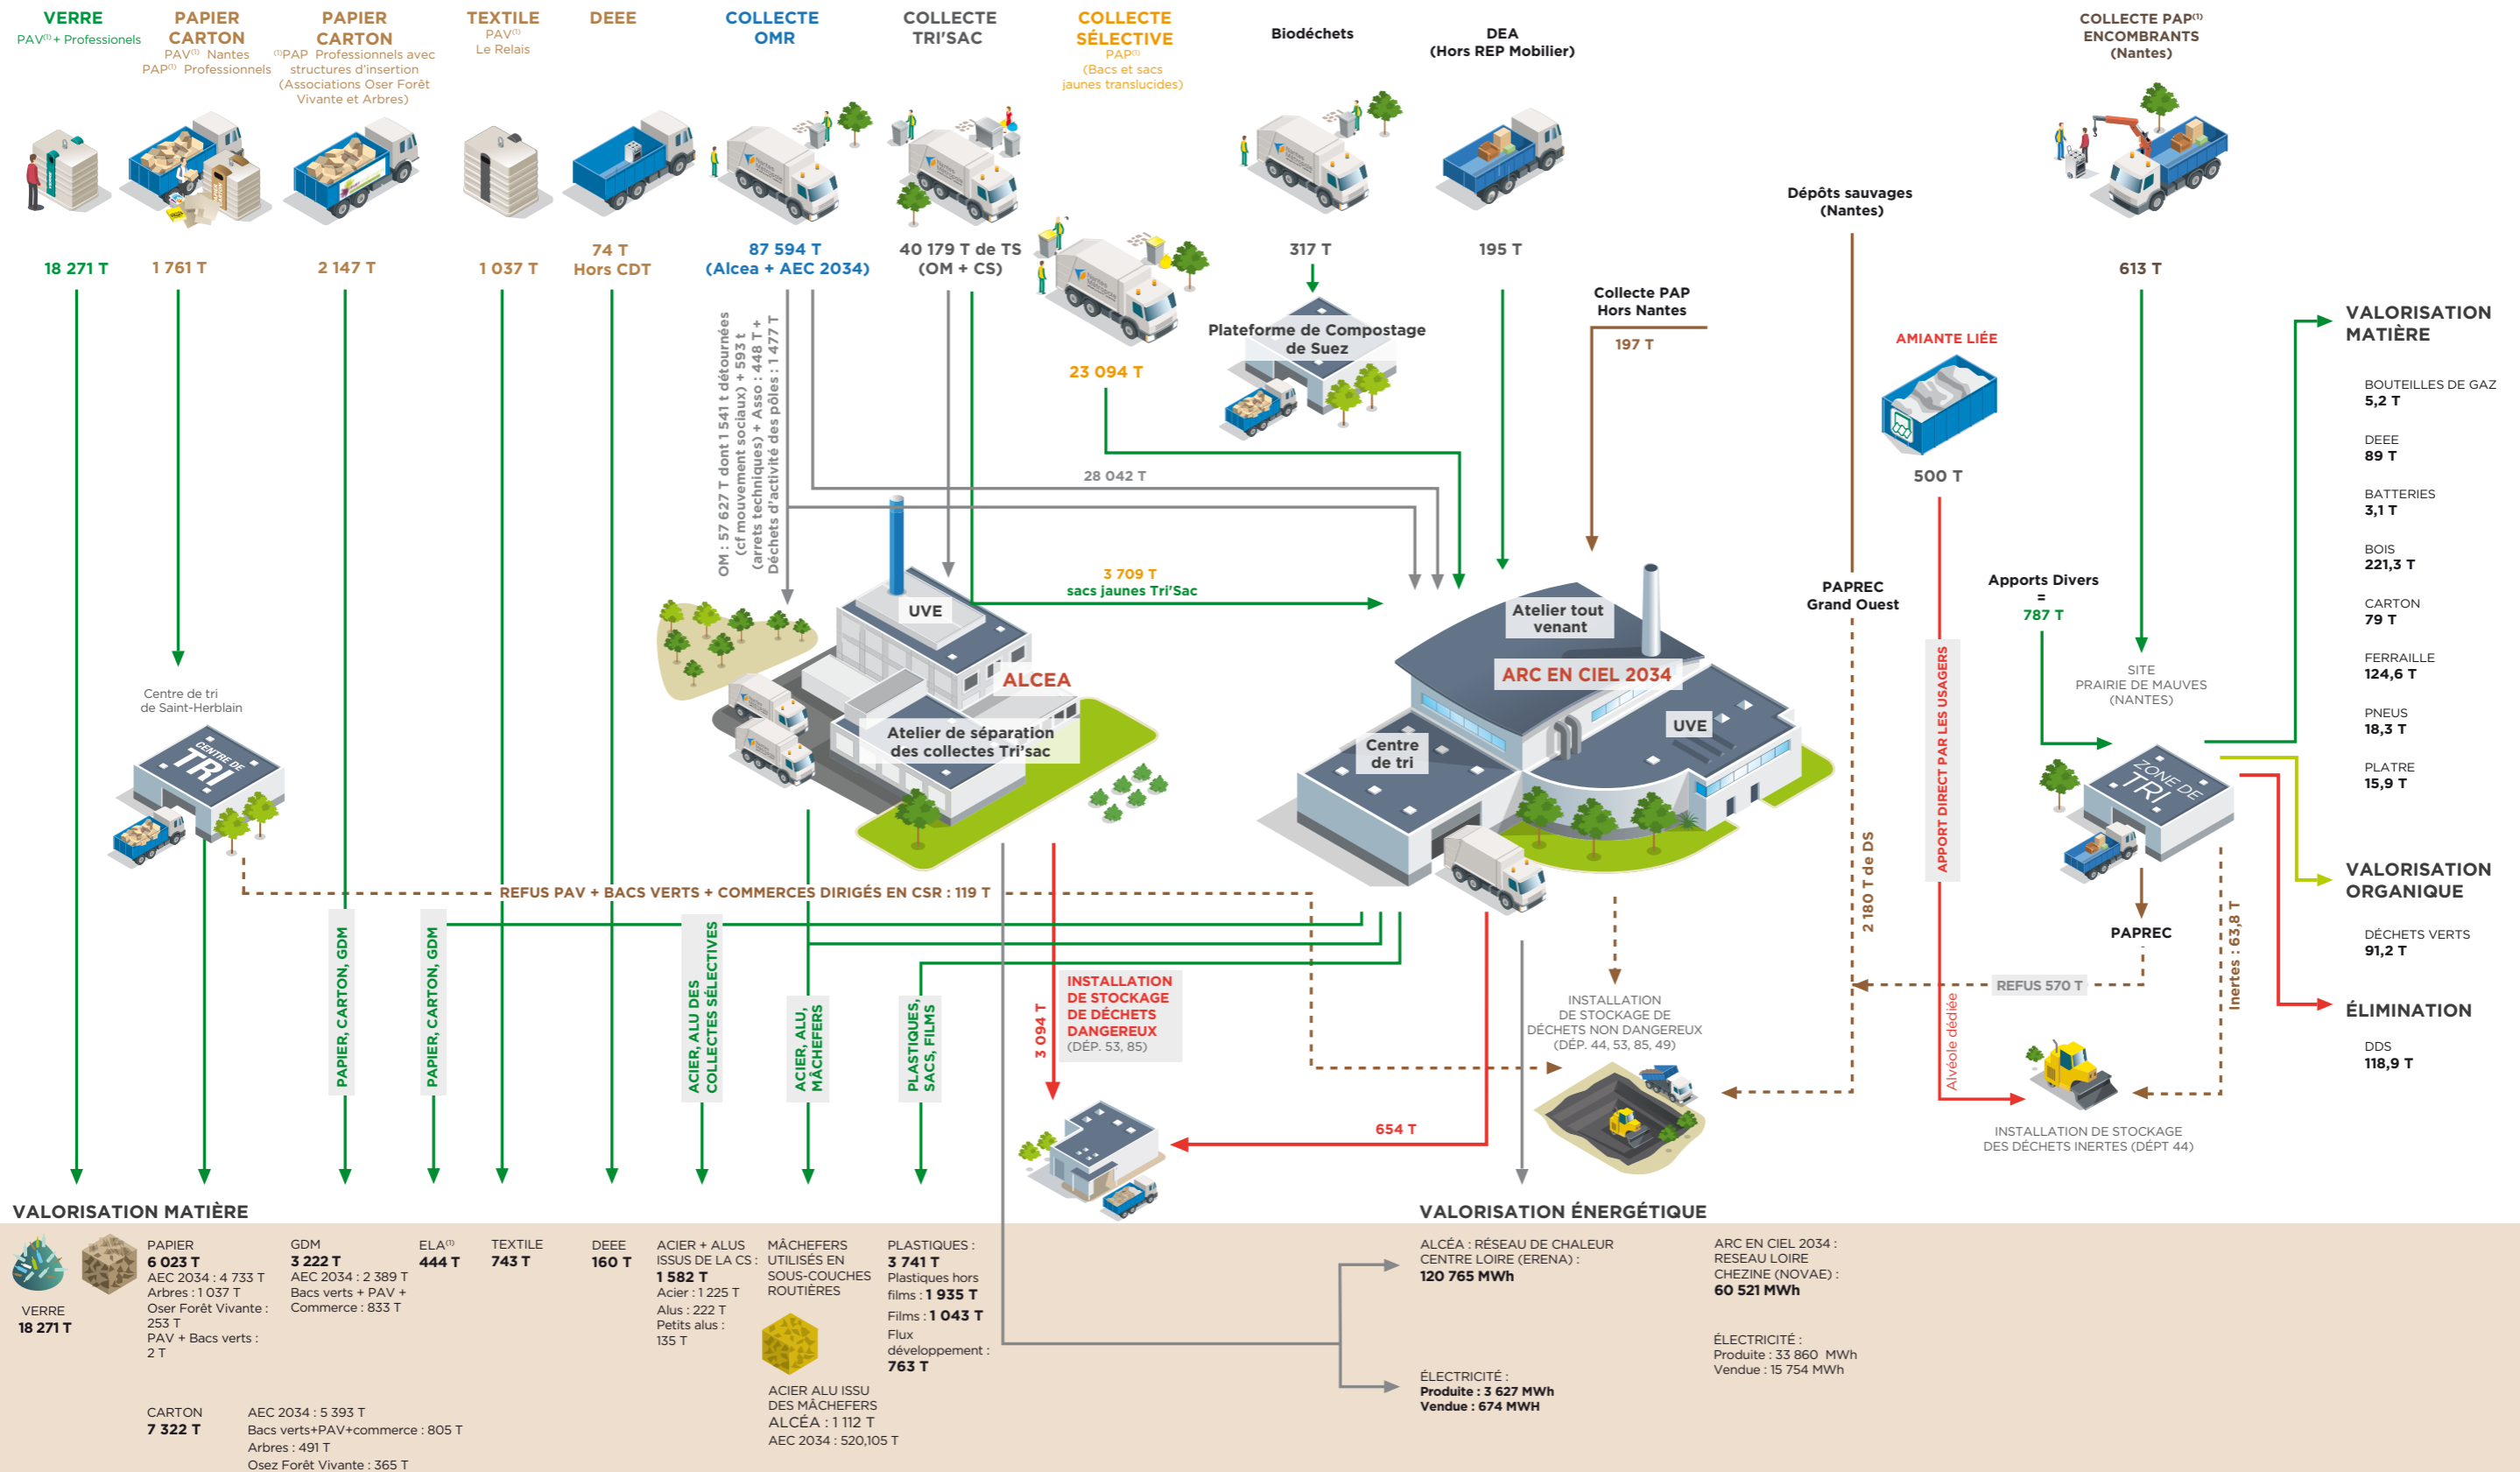 VERRE
PAV(1) + Professionels
18 271 T
PAPIER
CARTON
PAV(1) Nantes
PAP(1) Professionnels
1 761 T
PAPIER
CARTON
(1)PAP Professionnels avec
structures d'insertion
(Associations Oser Forêt
Vivante et Arbres)
2 147 T
TEXTILE
PAV(1)
Le Relais
1 037 T
DEEE
74 T
Hors CDT
COLLECTE
OMR
87 594 T
(Alcea + AEC 2034)
COLLECTE
TRI'SAC
40 179 T de TS
(OM + CS)
COLLECTE
SÉLECTIVE
PAP(1)
(Bacs et sacs
jaunes translucides)
23 094 T
Biodéchets
317 T
Plateforme de Compostage
de Suez
DEA
(Hors REP Mobilier)
195 T
Collecte PAP
Hors Nantes
197 T
Dépôts sauvages
(Nantes)
COLLECTE PAP(1)
ENCOMBRANTS
(Nantes)
613 T
VERRE
PAPIER
CARTON
Nantes
Métropole
Nantes
Métropole
Nantes
Métropole
Nantes
Métropole
OM : 57 627 T dont 1 541 t détournées
(cf mouvement sociaux) + 593 t
(arrets techniques) + Asso : 448 T +
Déchets d'activité des pôles : 1 477 T
28 042 T
3 709 T
sacs jaunes Tri'Sac
UVE
ALCEA
Atelier de séparation
des collectes Tri'sac
Atelier tout
venant
ARC EN CIEL 2034
UVE
Centre
de tri
PAPREC
Grand Ouest
2 180 T de DS
AMIANTE LIÉE
500 T
APPORT DIRECT PAR LES USAGERS
Alvéole dédiée
Apports Divers
=
787 T
SITE
PRAIRIE DE MAUVES
(NANTES)
ZONE DE
TRI
PAPREC
REFUS 570 T
Inertes : 63,8 T
INSTALLATION DE STOCKAGE
DES DÉCHETS INERTES (DÉPT 44)
VALORISATION
MATIÈRE
BOUTEILLES DE GAZ
5,2 T
DEEE
89 T
BATTERIES
3,1 T
BOIS
221,3 T
CARTON
79 T
FERRAILLE
124,6 T
PNEUS
18,3 T
PLATRE
15,9 T
VALORISATION
ORGANIQUE
DÉCHETS VERTS
91,2 T
ÉLIMINATION
DDS
118,9 T
Centre de tri
de Saint-Herblain
CENTRE DE
TRI
REFUS PAV + BACS VERTS + COMMERCES DIRIGÉS EN CSR : 119 T
PAPIER, CARTON, GDM
PAPIER, CARTON, GDM
ACIER, ALU DES
COLLECTES SÉLECTIVES
ACIER, ALU,
MÂCHEFERS
PLASTIQUES,
SACS, FILMS
3 094 T
INSTALLATION
DE STOCKAGE
DE DÉCHETS
DANGEREUX
(DÉP. 53, 85)
654 T
INSTALLATION
DE STOCKAGE DE
DÉCHETS NON DANGEREUX
(DÉP. 44, 53, 85, 49)
VALORISATION MATIÈRE
VERRE
18 271 T
PAPIER
6 023 T
AEC 2034 : 4 733 T
Arbres : 1 037 T
Oser Forêt Vivante :
253 T
PAV + Bacs verts :
2 T
CARTON
7 322 T
AEC 2034 : 5 393 T
Bacs verts+PAV+commerce : 805 T
Arbres : 491 T
Osez Forêt Vivante : 365 T
GDM
3 222 T
AEC 2034 : 2 389 T
Bacs verts + PAV +
Commerce : 833 T
ELA(1)
444 T
TEXTILE
743 T
DEEE
160 T
ACIER + ALUS
ISSUS DE LA CS :
1 582 T
Acier : 1 225 T
Alus : 222 T
Petits alus :
135 T
MÂCHEFERS
UTILISÉS EN
SOUS-COUCHES
ROUTIÈRES
ACIER ALU ISSU
DES MÂCHEFERS
ALCÉA : 1 112 T
AEC 2034 : 520,105 T
PLASTIQUES :
3 741 T
Plastiques hors
films : 1 935 T
Films : 1 043 T
Flux
développement :
763 T
VALORISATION ÉNERGÉTIQUE
ALCÉA : RÉSEAU DE CHALEUR
CENTRE LOIRE (ERENA) :
120 765 MWh
ÉLECTRICITÉ :
Produite : 3 627 MWh
Vendue : 674 MWH
ARC EN CIEL 2034 :
RESEAU LOIRE
CHEZINE (NOVAE) :
60 521 MWh
ÉLECTRICITÉ :
Produite : 33 860 MWh
Vendue : 15 754 MWh